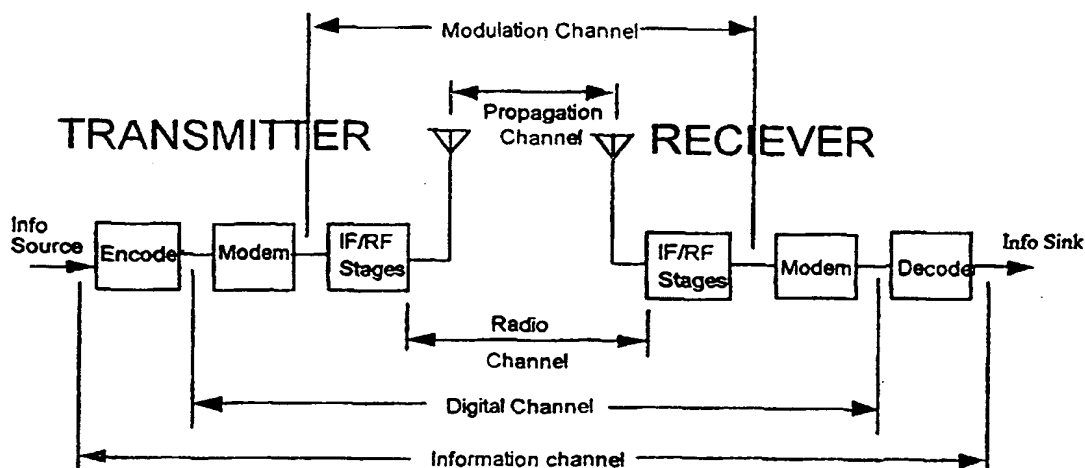 Modulation Channel
Propagation
Channel
TRANSMITTER
RECIEVER
Info
Source
Encode
Modem
IF/RF
Stages
IF/RF
Stages
Modem
Decode
Info Sink
Radio
Channel
Digital Channel
Information channel